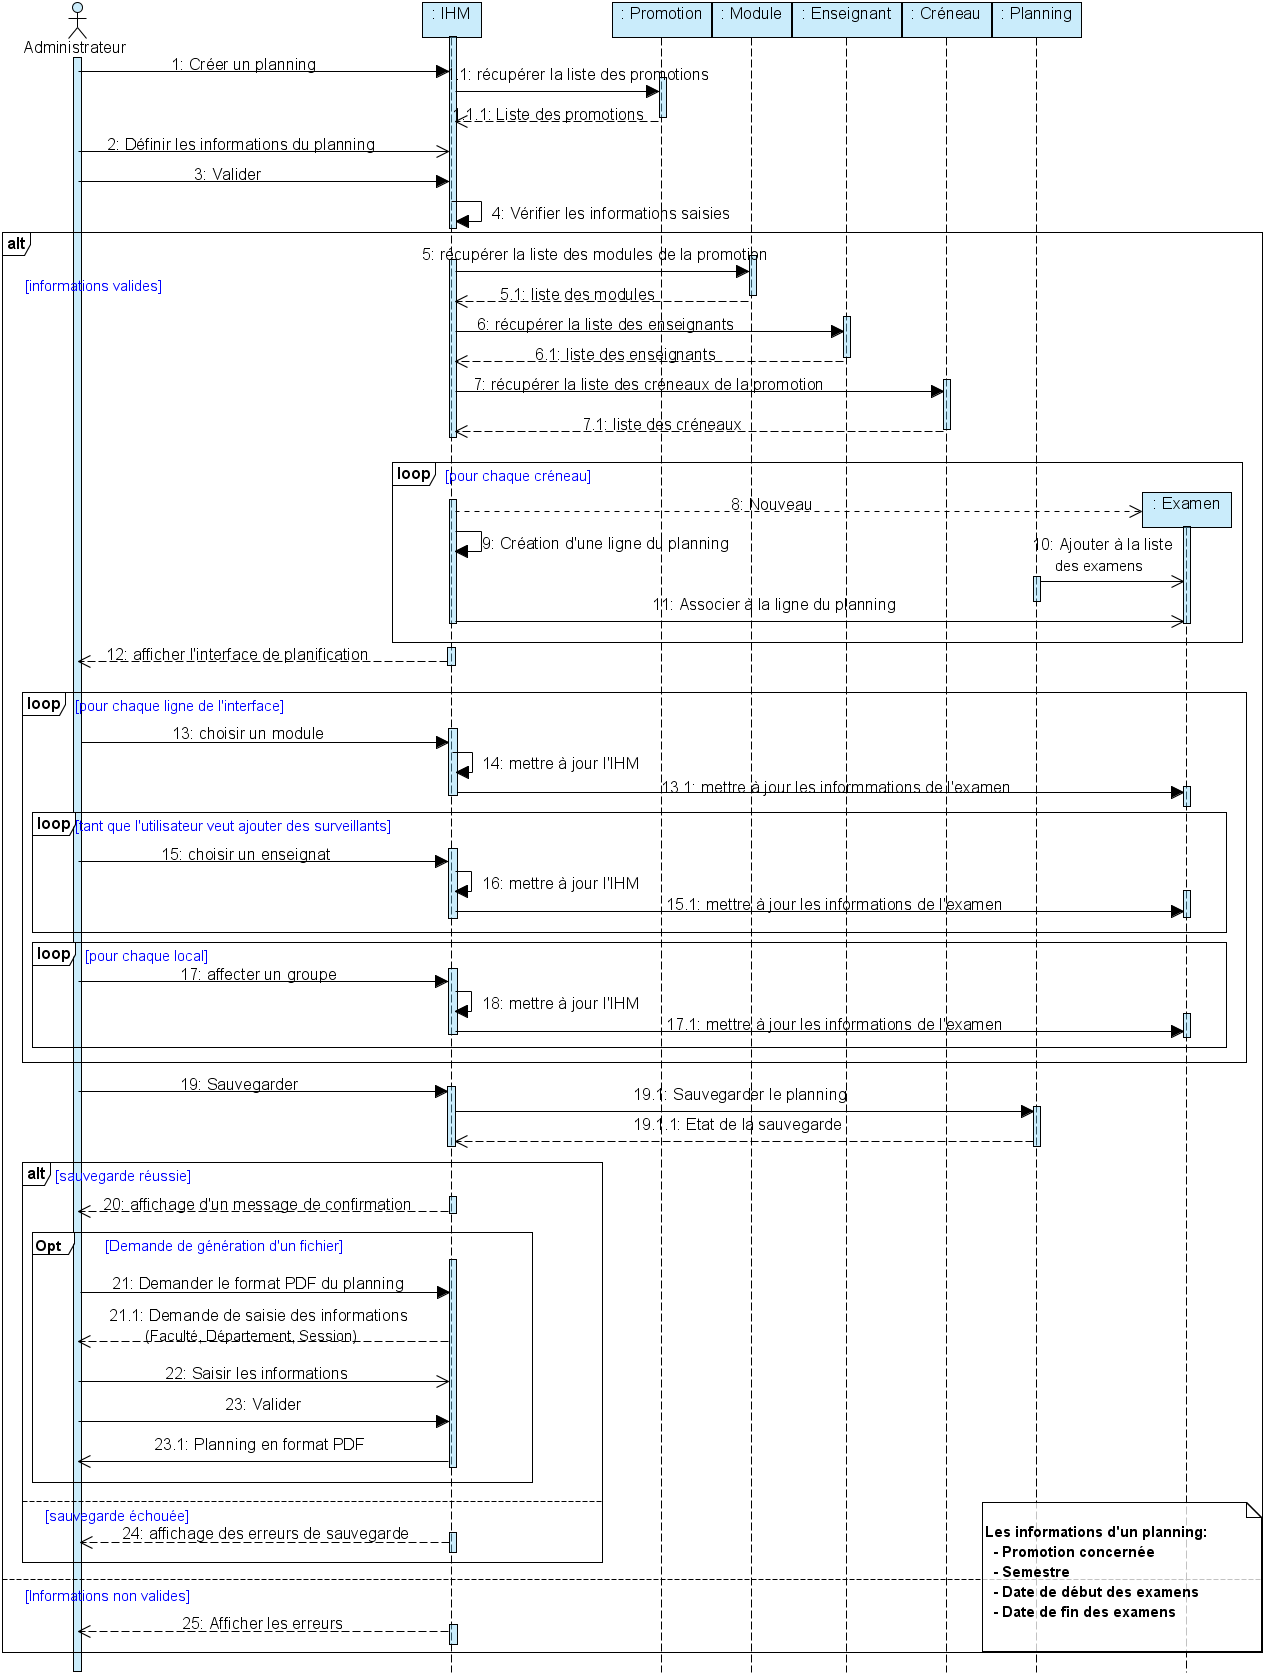 Administrateur
: IHM
: Promotion
: Module
: Enseignant
: Créneau
: Planning
1: Créer un planning
1.1: récupérer la liste des promotions
1.1.1: Liste des promotions
2: Définir les informations du planning
3: Valider
4: Vérifier les informations saisies
alt
5: récupérer la liste des modules de la promotion
[informations valides]
5.1: liste des modules
6: récupérer la liste des enseignants
6.1: liste des enseignants
7: récupérer la liste des créneaux de la promotion
7.1: liste des créneaux
loop
[pour chaque créneau]
8: Nouveau
: Examen
9: Création d'une ligne du planning
10: Ajouter à la liste
des examens
11: Associer à la ligne du planning
12: afficher l'interface de planification
loop
[pour chaque ligne de l'interface]
13: choisir un module
14: mettre à jour l'IHM
13.1: mettre à jour les informmations de l'examen
loop
[tant que l'utilisateur veut ajouter des surveillants]
15: choisir un enseignat
16: mettre à jour l'IHM
15.1: mettre à jour les informations de l'examen
loop
[pour chaque local]
17: affecter un groupe
18: mettre à jour l'IHM
17.1: mettre à jour les informations de l'examen
19: Sauvegarder
19.1: Sauvegarder le planning
19.1.1: Etat de la sauvegarde
alt
[sauvegarde réussie]
20: affichage d'un message de confirmation
Opt
[Demande de génération d'un fichier]
21: Demander le format PDF du planning
21.1: Demande de saisie des informations
(Faculté, Département, Session)
22: Saisir les informations
23: Valider
23.1: Planning en format PDF
[sauvegarde échouée]
24: affichage des erreurs de sauvegarde
Les informations d'un planning:
- Promotion concernée
- Semestre
- Date de début des examens
- Date de fin des examens
[Informations non valides]
25: Afficher les erreurs